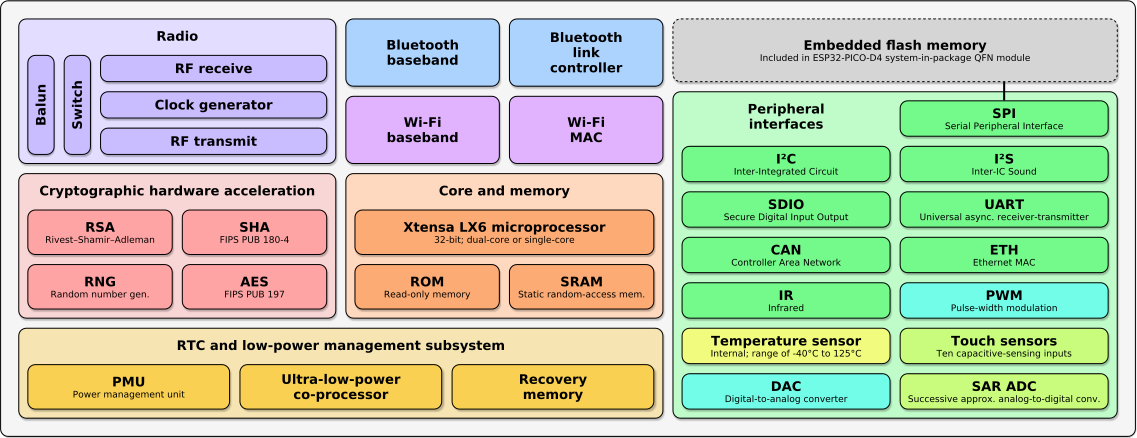 Radio
Balun
Switch
RF receive
Clock generator
RF transmit
Bluetooth
baseband
Bluetooth
link
controller
Wi-Fi
baseband
Wi-Fi
MAC
Embedded flash memory
Included in ESP32-PICO-D4 system-in-package QFN module
Cryptographic hardware acceleration
RSA
Rivest–Shamir–Adleman
SHA
FIPS PUB 180-4
RNG
Random number gen.
AES
FIPS PUB 197
Core and memory
Xtensa LX6 microprocessor
32-bit; dual-core or single-core
ROM
Read-only memory
SRAM
Static random-access mem.
RTC and low-power management subsystem
PMU
Power management unit
Ultra-low-power
co-processor
Recovery
memory
Peripheral
interfaces
SPI
Serial Peripheral Interface
I²C
Inter-Integrated Circuit
I²S
Inter-IC Sound
SDIO
Secure Digital Input Output
UART
Universal async. receiver-transmitter
CAN
Controller Area Network
ETH
Ethernet MAC
IR
Infrared
PWM
Pulse-width modulation
Temperature sensor
Internal; range of -40°C to 125°C
Touch sensors
Ten capacitive-sensing inputs
DAC
Digital-to-analog converter
SAR ADC
Successive approx. analog-to-digital conv.